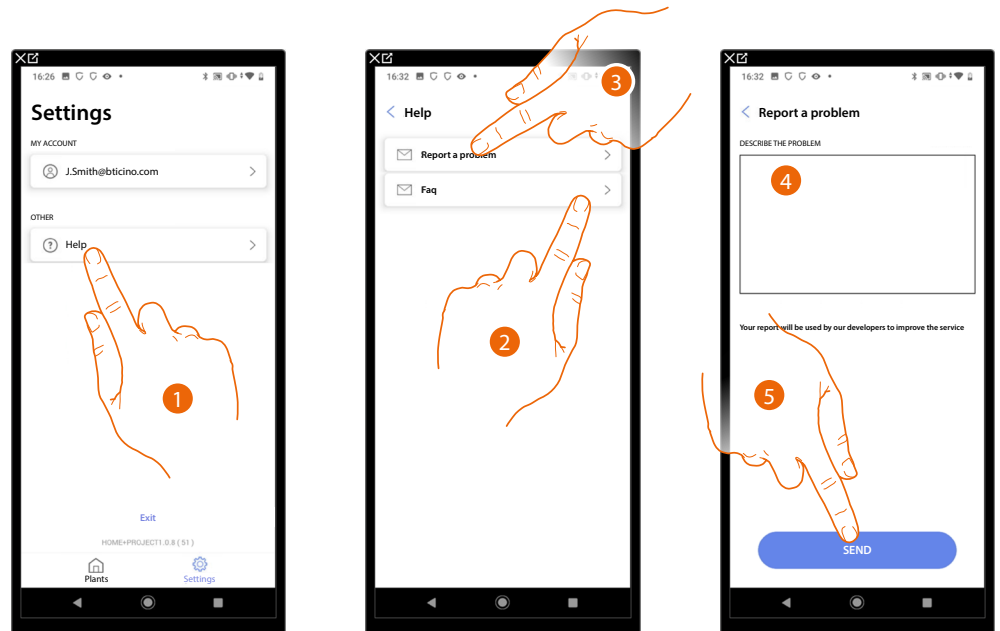 16:26
Settings
MY ACCOUNT
J.Smith@bticino.com
OTHER
? Help
1
Exit
HOME+PROJECT1.0.8 ( 51 )
Plants
Settings
16:32
3
Help
Report a problem
Faq
2
16:32
Report a problem
DESCRIBE THE PROBLEM
4
Your report will be used by our developers to improve the service
5
SEND